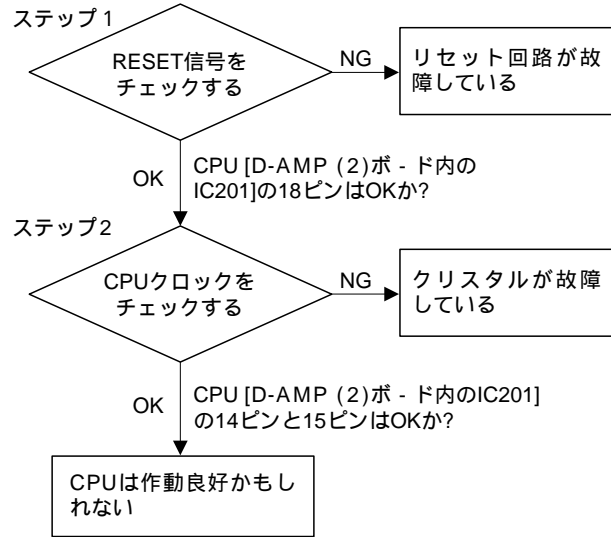 ステップ1
RESET信号を
チェックする
NG
リセット回路が故
障している
OK
CPU [D-AMP (2)ボ - ド内の
IC201]の18ピンはOKか?
ステップ2
CPUクロックを
チェックする
NG
クリスタルが故障
している
OK
CPU [D-AMP (2)ボ - ド内のIC201]
の14ピンと15ピンはOKか?
CPUは作動良好かもし
れない